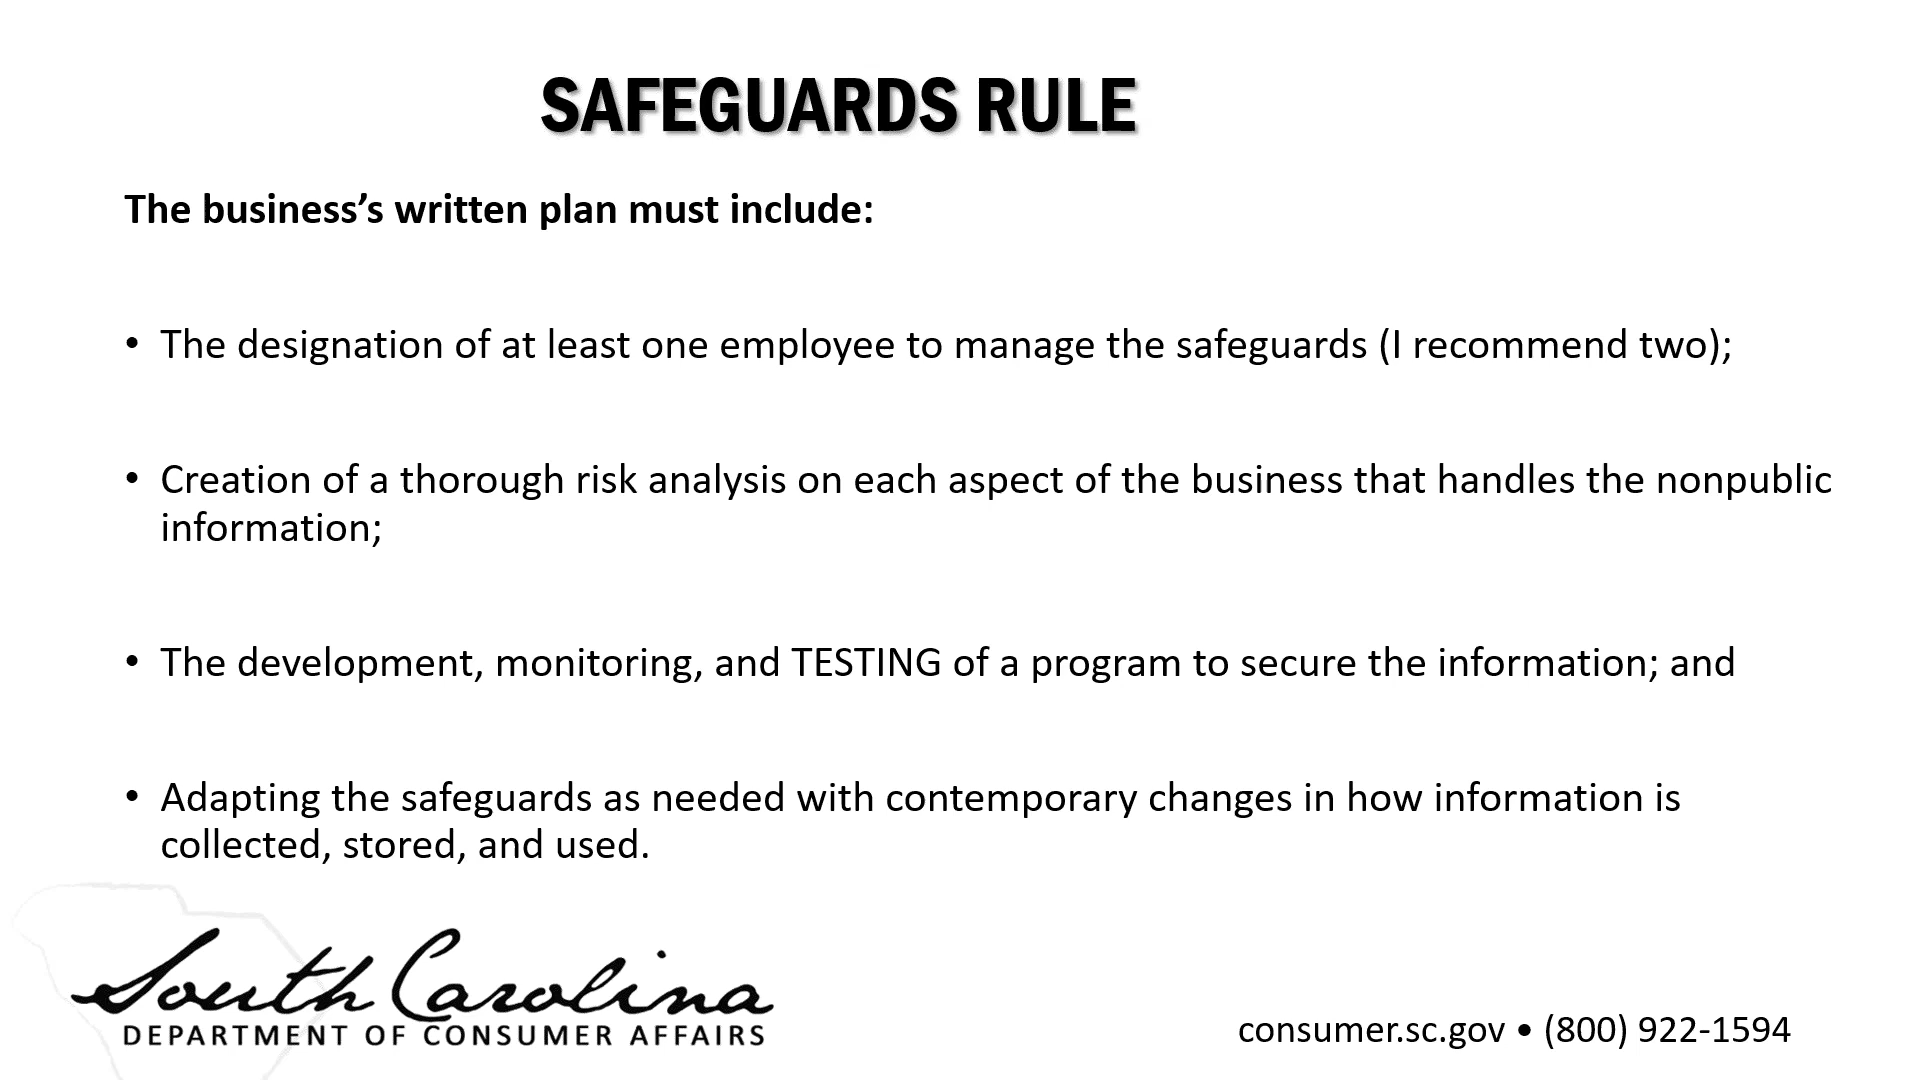 SAFEGUARDS RULE
The business’s written plan must include:
• The designation of at least one employee to manage the safeguards (I recommend two);
• Creation of a thorough risk analysis on each aspect of the business that handles the nonpublic
information;
• The development, monitoring, and TESTING of a program to secure the information; and
• Adapting the safeguards as needed with contemporary changes in how information is
collected, stored, and used.
South Carolina
DEPARTMENT OF CONSUMER AFFAIRS
consumer.sc.gov • (800) 922-1594